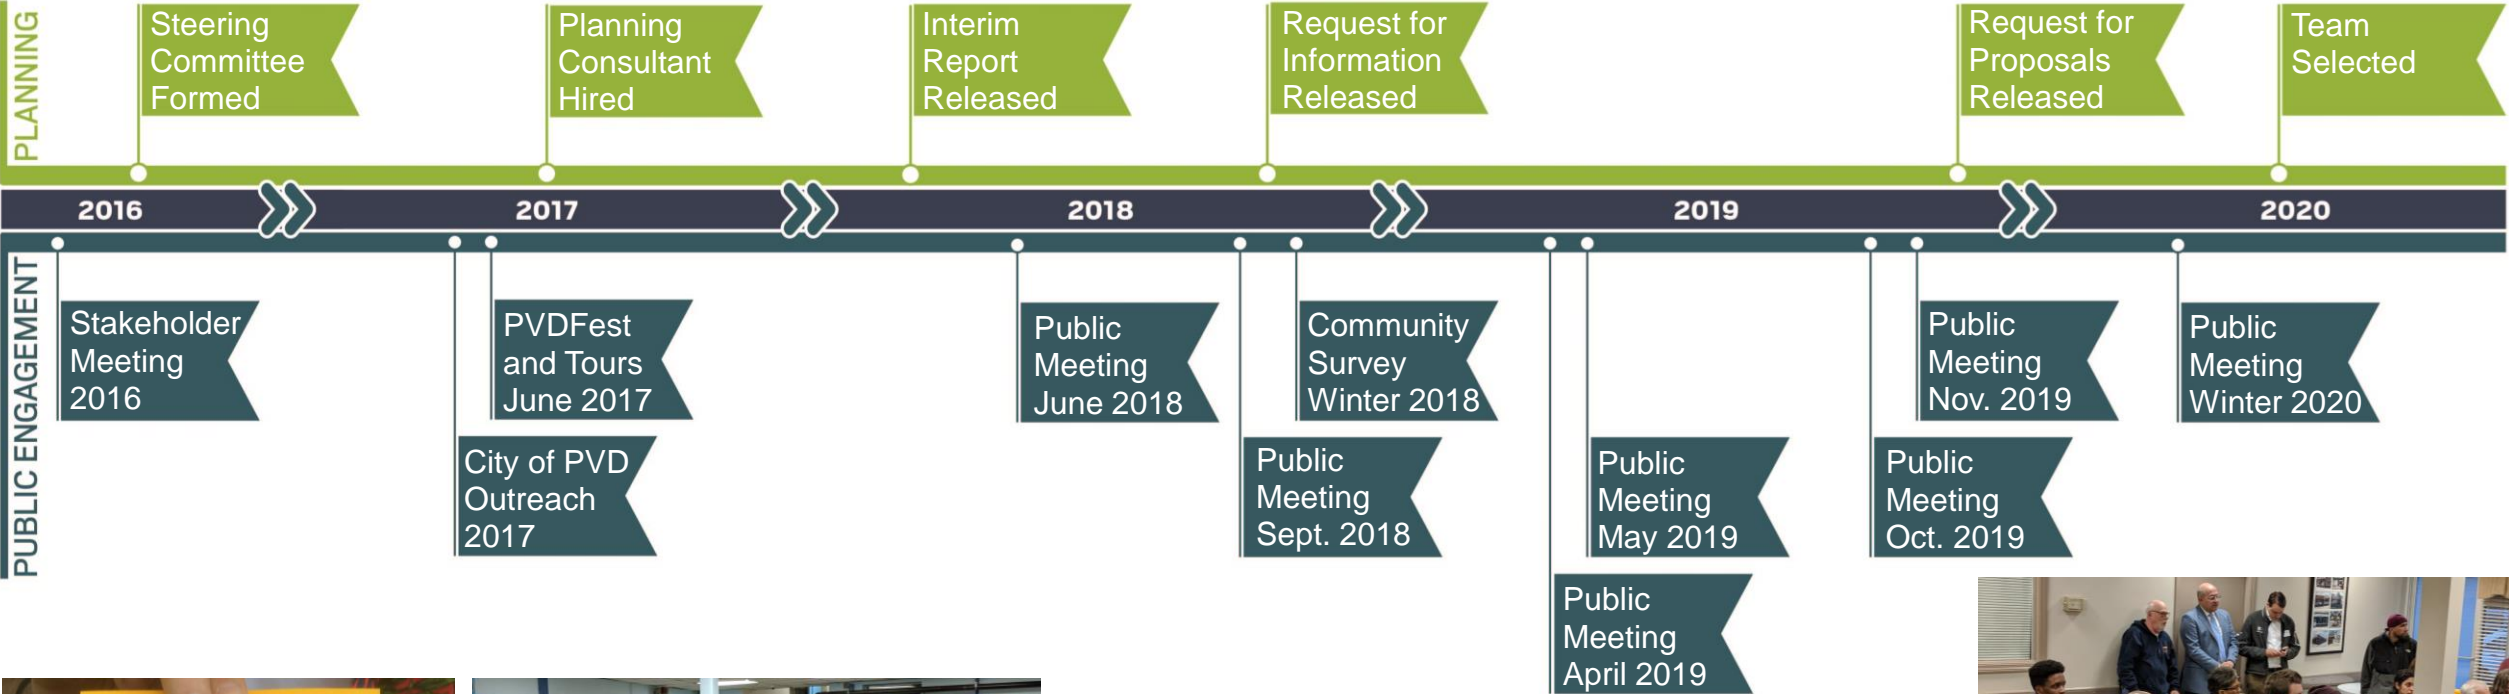 PLANNING
Steering
Committee
Formed
Planning
Consultant
Hired
Interim
Report
Released
Request for
Information
Released
Request for
Proposals
Released
Team
Selected
2016
2017
2018
2019
2020
PUBLIC ENGAGEMENT
Stakeholder
Meeting
2016
City of PVD
Outreach
2017
PVDFest
and Tours
June 2017
Public
Meeting
June 2018
Public
Meeting
Sept. 2018
Community
Survey
Winter 2018
Public
Meeting
April 2019
Public
Meeting
May 2019
Public
Meeting
Oct. 2019
Public
Meeting
Nov. 2019
Public
Meeting
Winter 2020